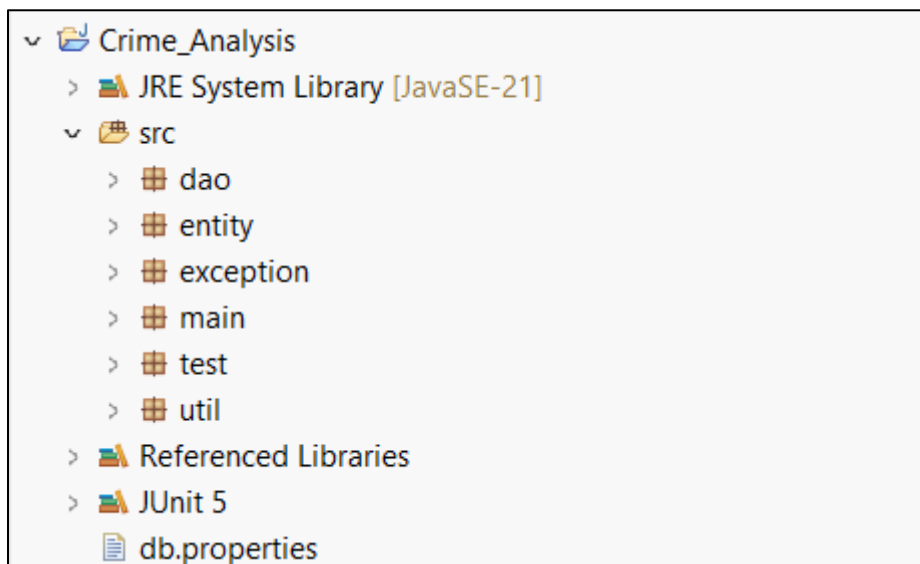 Crime_Analysis
JRE System Library [JavaSE-21]
src
dao
entity
exception
main
test
util
Referenced Libraries
JUnit 5
db.properties